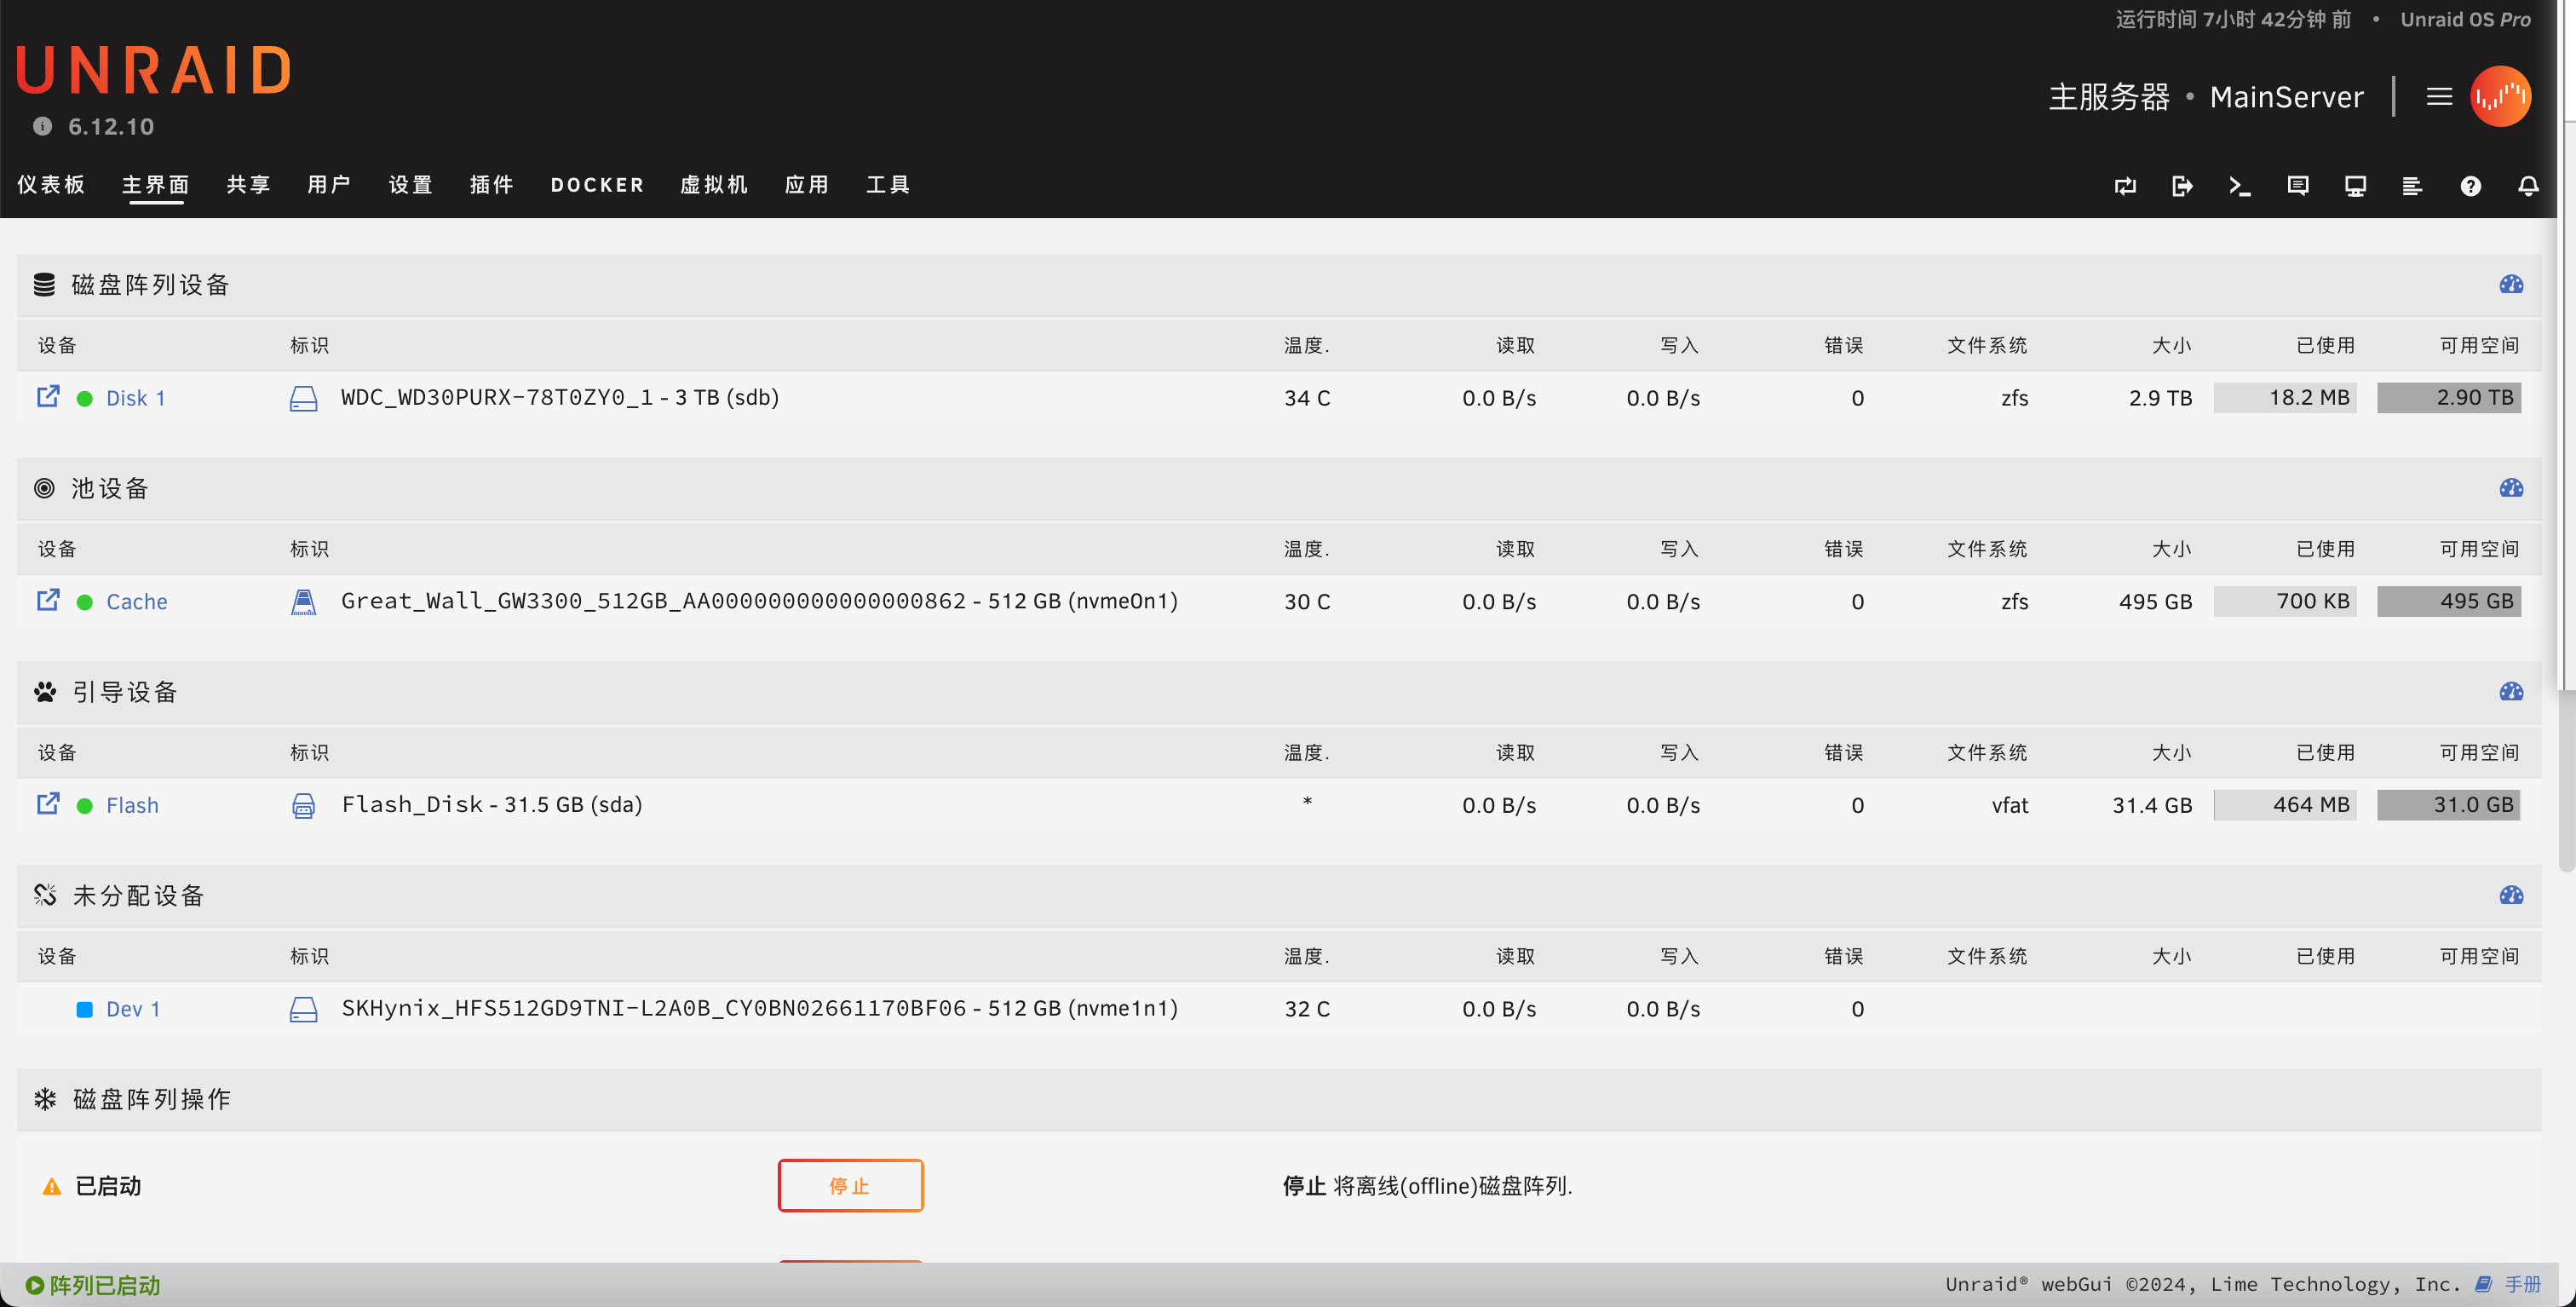 运行时间 7小时 42分钟 前 • Unraid OS Pro
UNRAID
6.12.10
主服务器 • MainServer
仪表板 主界面 共享 用户 设置 插件 DOCKER 虚拟机 应用 工具
磁盘阵列设备
设备 标识 温度. 读取 写入 错误 文件系统 大小 已使用 可用空间
Disk 1 WDC_WD30PURX-78T0ZY0_1 - 3 TB (sdb) 34 C 0.0 B/s 0.0 B/s 0 zfs 2.9 TB 18.2 MB 2.90 TB
池设备
设备 标识 温度. 读取 写入 错误 文件系统 大小 已使用 可用空间
Cache Great_Wall_GW3300_512GB_AA000000000000000862 - 512 GB (nvme0n1) 30 C 0.0 B/s 0.0 B/s 0 zfs 495 GB 700 KB 495 GB
引导设备
设备 标识 温度. 读取 写入 错误 文件系统 大小 已使用 可用空间
Flash Flash_Disk - 31.5 GB (sda) * 0.0 B/s 0.0 B/s 0 vfat 31.4 GB 464 MB 31.0 GB
未分配设备
设备 标识 温度. 读取 写入 错误 文件系统 大小 已使用 可用空间
Dev 1 SKHynix_HFS512GD9TNI-L2A0B_CY0BN02661170BF06 - 512 GB (nvme1n1) 32 C 0.0 B/s 0.0 B/s 0
磁盘阵列操作
已启动 停止 停止 将离线(offline)磁盘阵列.
阵列已启动 Unraid® webGui ©2024, Lime Technology, Inc. 手册